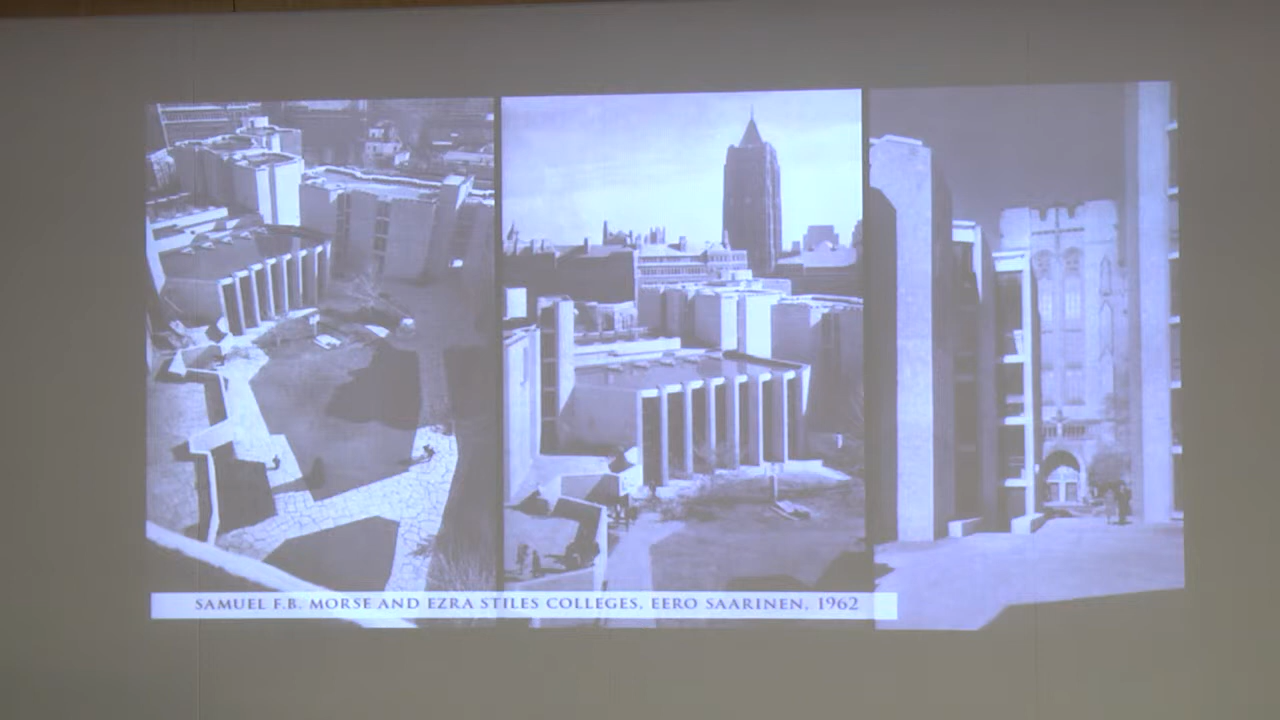 SAMUEL F.B. MORSE AND EZRA STILES COLLEGES, EERO SAARINEN, 1962